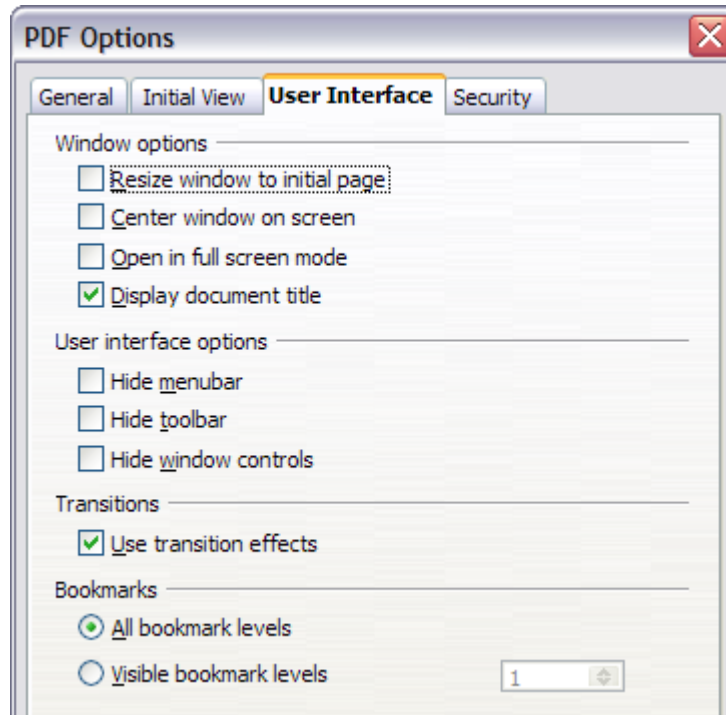 PDF Options
General Initial View User Interface Security
Window options
Resize window to initial page
Center window on screen
Open in full screen mode
Display document title
User interface options
Hide menubar
Hide toolbar
Hide window controls
Transitions
Use transition effects
Bookmarks
All bookmark levels
Visible bookmark levels 1